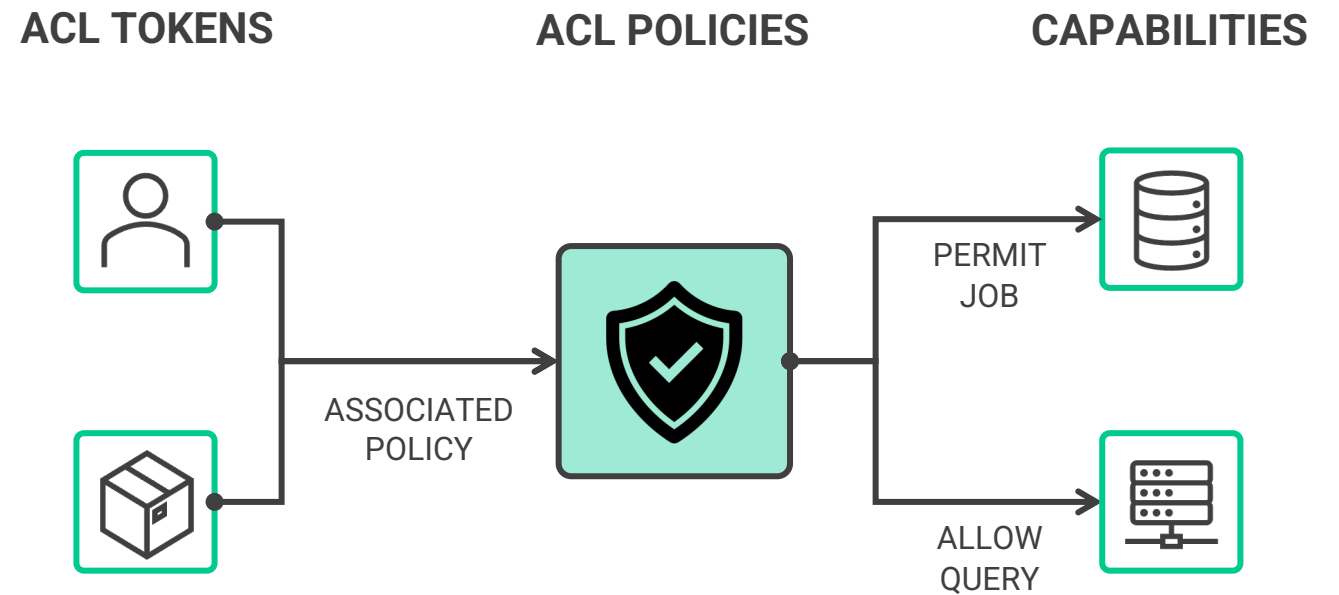 ACL TOKENS
ACL POLICIES
CAPABILITIES
PERMIT
JOB
ASSOCIATED
POLICY
ALLOW
QUERY